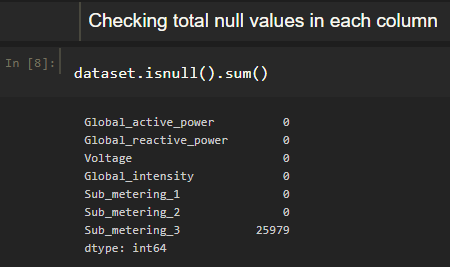 Checking total null values in each column
In [8]:
dataset.isnull().sum()
Global_active_power 0
Global_reactive_power 0
Voltage 0
Global_intensity 0
Sub_metering_1 0
Sub_metering_2 0
Sub_metering_3 25979
dtype: int64